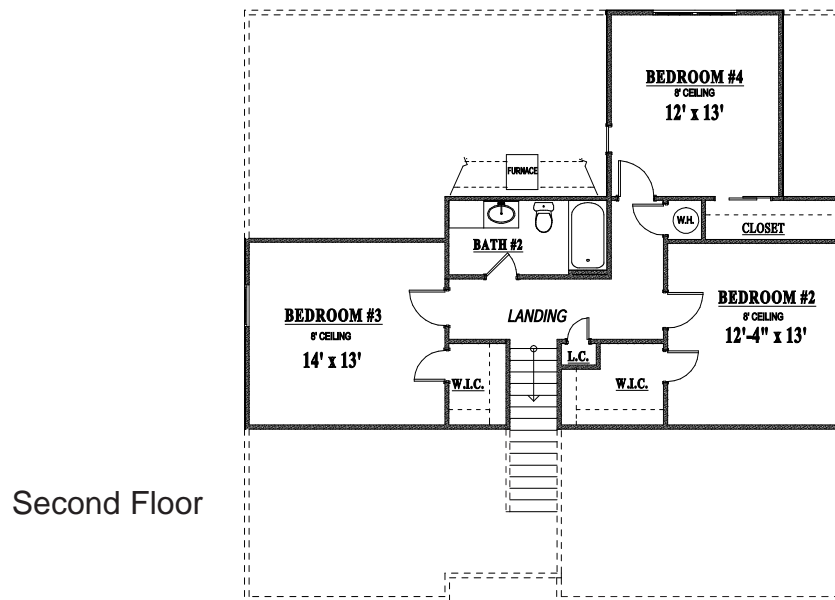 BEDROOM #4
8' CEILING
12' x 13'
FURNACE
W.H.
CLOSET
BATH #2
BEDROOM #3
8' CEILING
14' x 13'
LANDING
BEDROOM #2
8' CEILING
12'-4" x 13'
L.C.
W.I.C.
W.I.C.
Second Floor